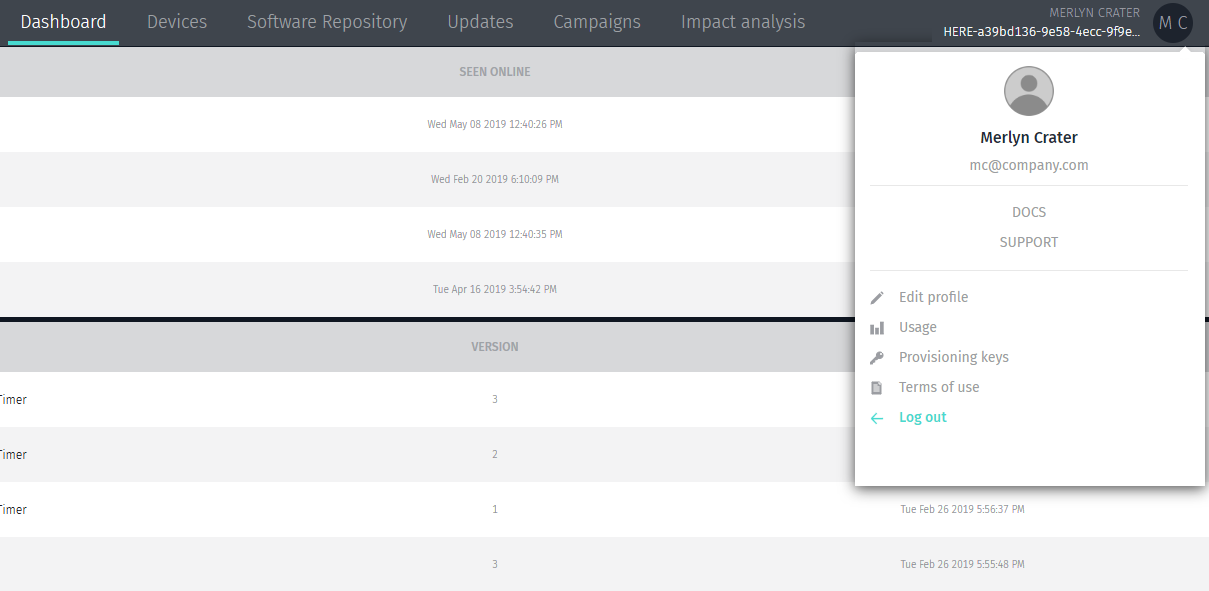 Dashboard Devices Software Repository Updates Campaigns Impact analysis
MERLYN CRATER
HERE-a39bd136-9e58-4ecc-9f9e...
M C
SEEN ONLINE
Wed May 08 2019 12:40:26 PM
Wed Feb 20 2019 6:10:09 PM
Wed May 08 2019 12:40:35 PM
Tue Apr 16 2019 3:54:42 PM
Merlyn Crater
mc@company.com
DOCS
SUPPORT
Edit profile
Usage
Provisioning keys
Terms of use
Log out
VERSION
Timer 3
Timer 2
Timer 1 Tue Feb 26 2019 5:56:37 PM
3 Tue Feb 26 2019 5:55:48 PM